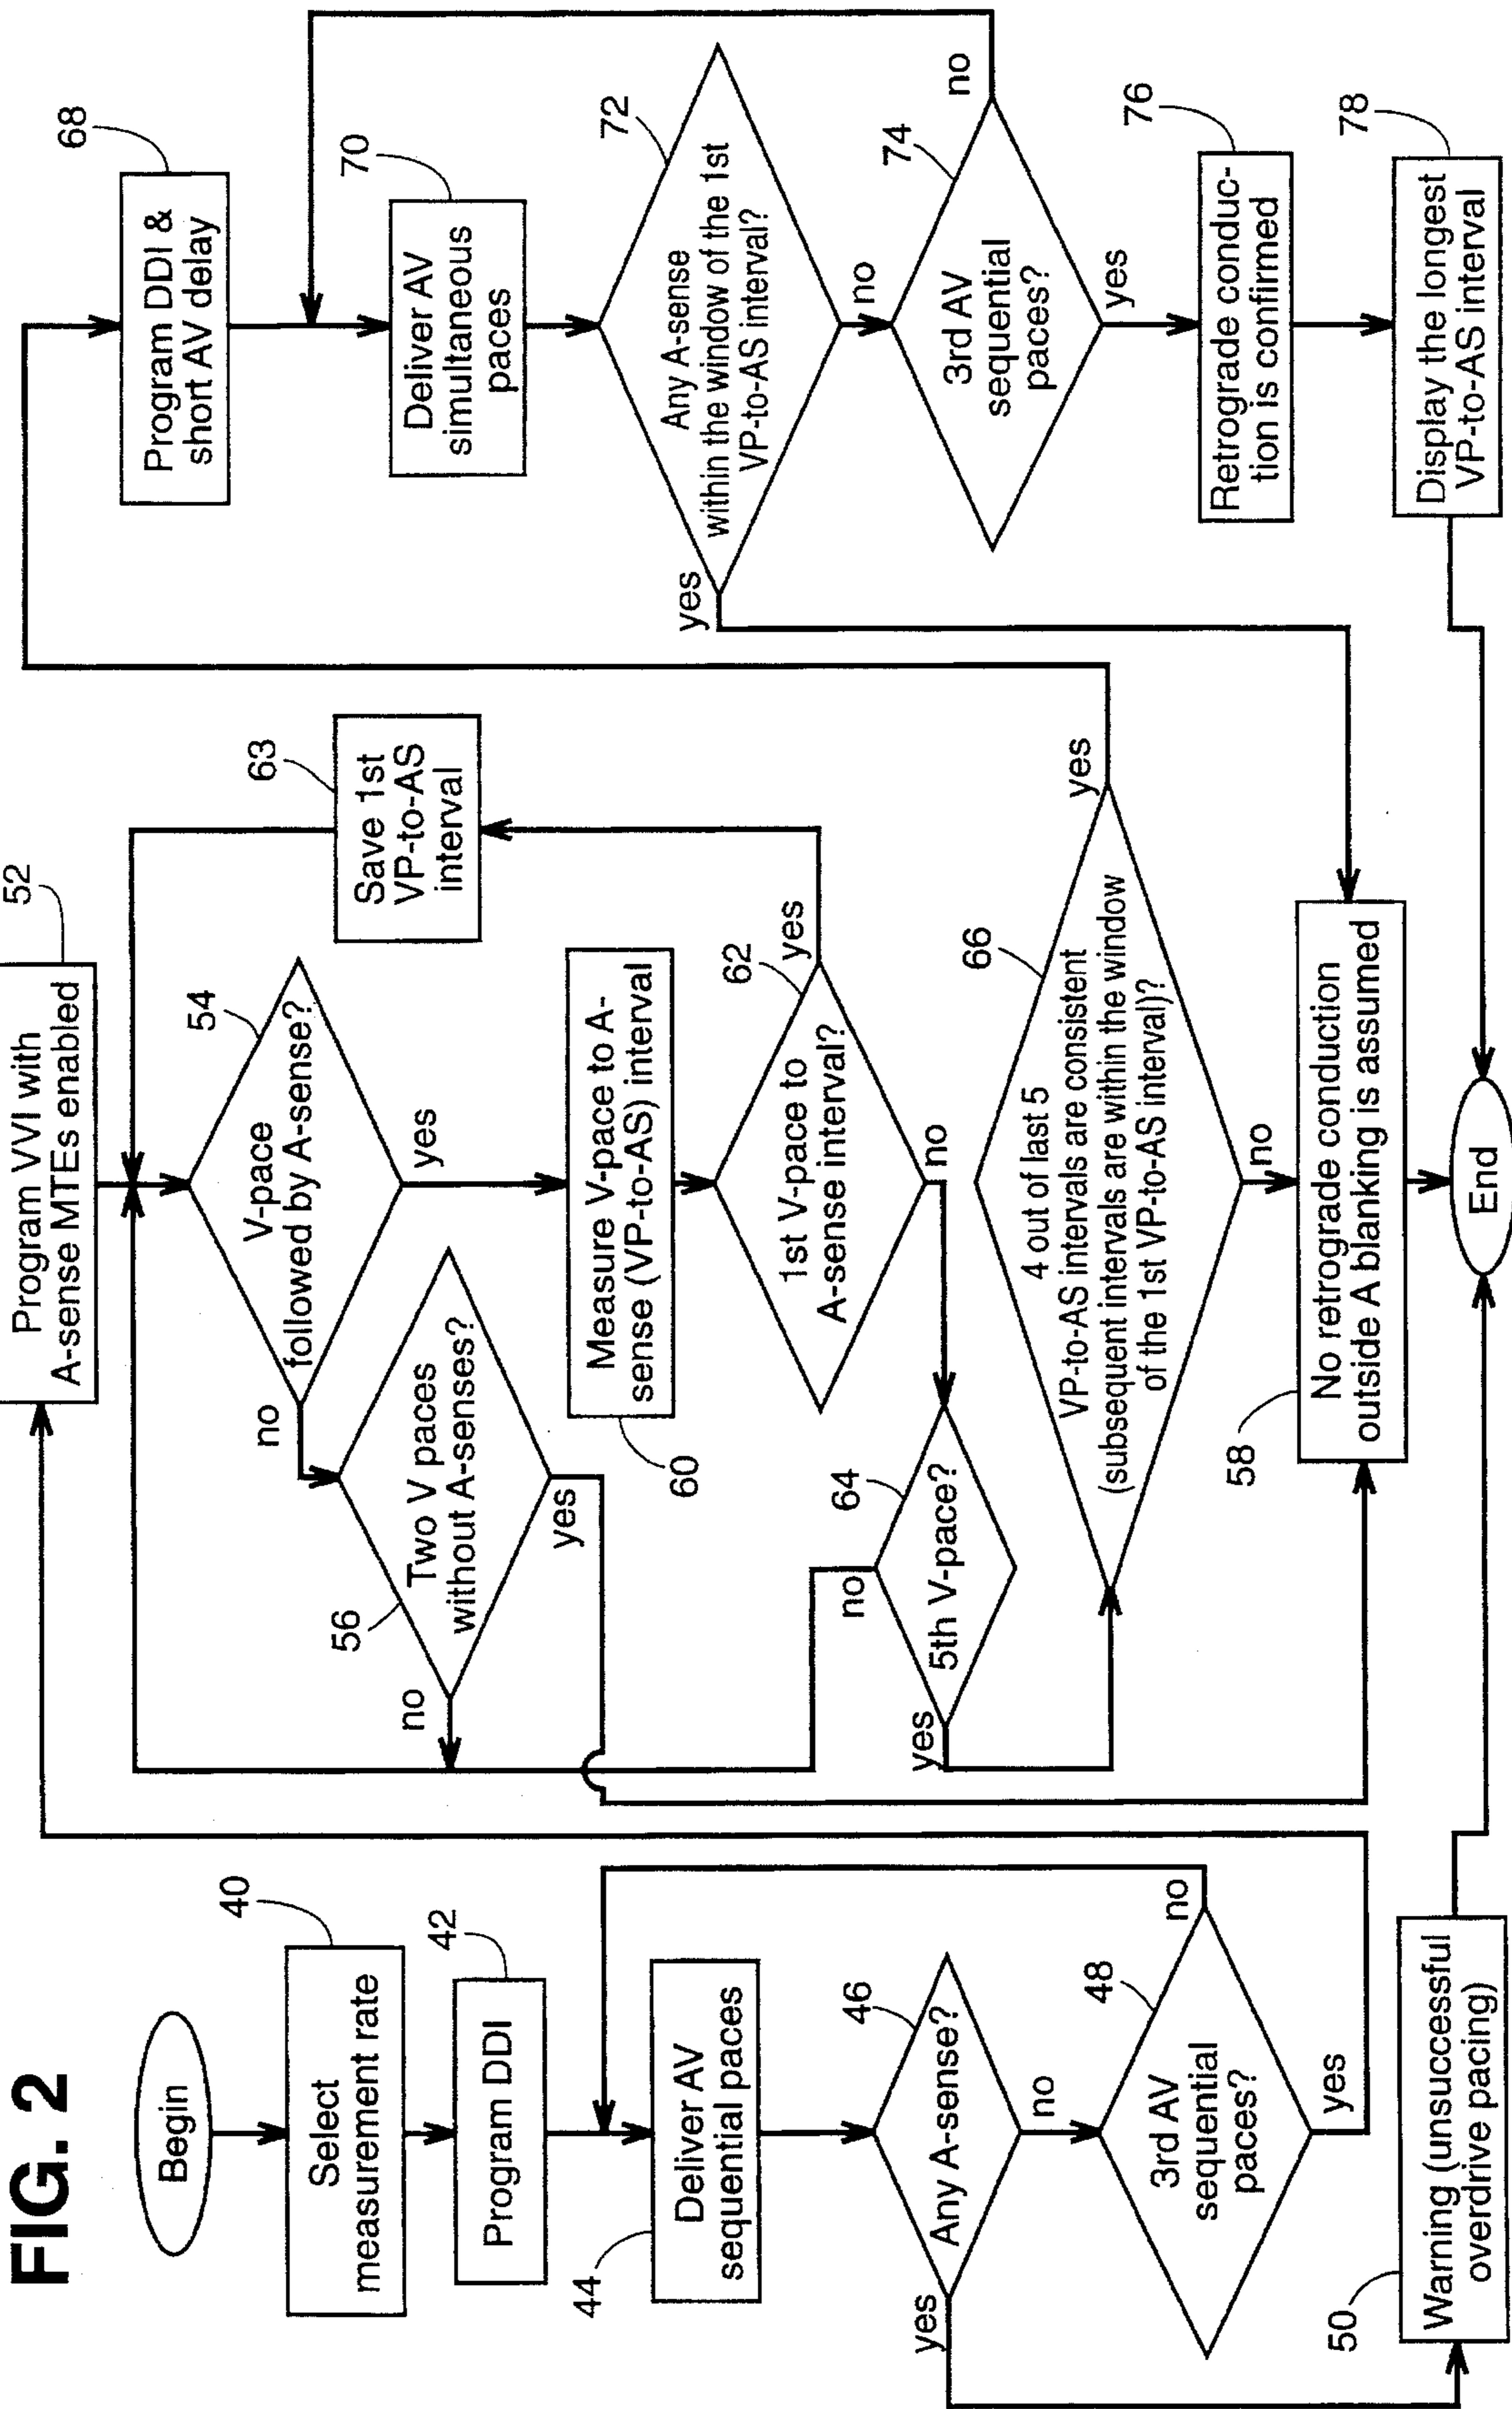 FIG. 2
Begin
40
Select
measurement rate
42
Program DDI
44
Deliver AV
sequential paces
46
Any A-sense?
yes
no
48
3rd AV
sequential
paces?
no
yes
50
Warning (unsuccessful
overdrive pacing)
52
Program VVI with
A-sense MTEs enabled
54
V-pace
followed by A-sense?
no
yes
56
Two V paces
without A-senses?
no
yes
60
Measure V-pace to A-
sense (VP-to-AS) interval
62
1st V-pace to
A-sense interval?
yes
no
63
Save 1st
VP-to-AS
interval
64
5th V-pace?
no
yes
66
4 out of last 5
VP-to-AS intervals are consistent
(subsequent intervals are within the window
of the 1st VP-to-AS interval)?
yes
no
58
No retrograde conduction
outside A blanking is assumed
End
68
Program DDI &
short AV delay
70
Deliver AV
simultaneous
paces
72
Any A-sense
within the window of the 1st
VP-to-AS interval?
yes
no
74
3rd AV
sequential
paces?
no
yes
76
Retrograde conduc-
tion is confirmed
78
Display the longest
VP-to-AS interval